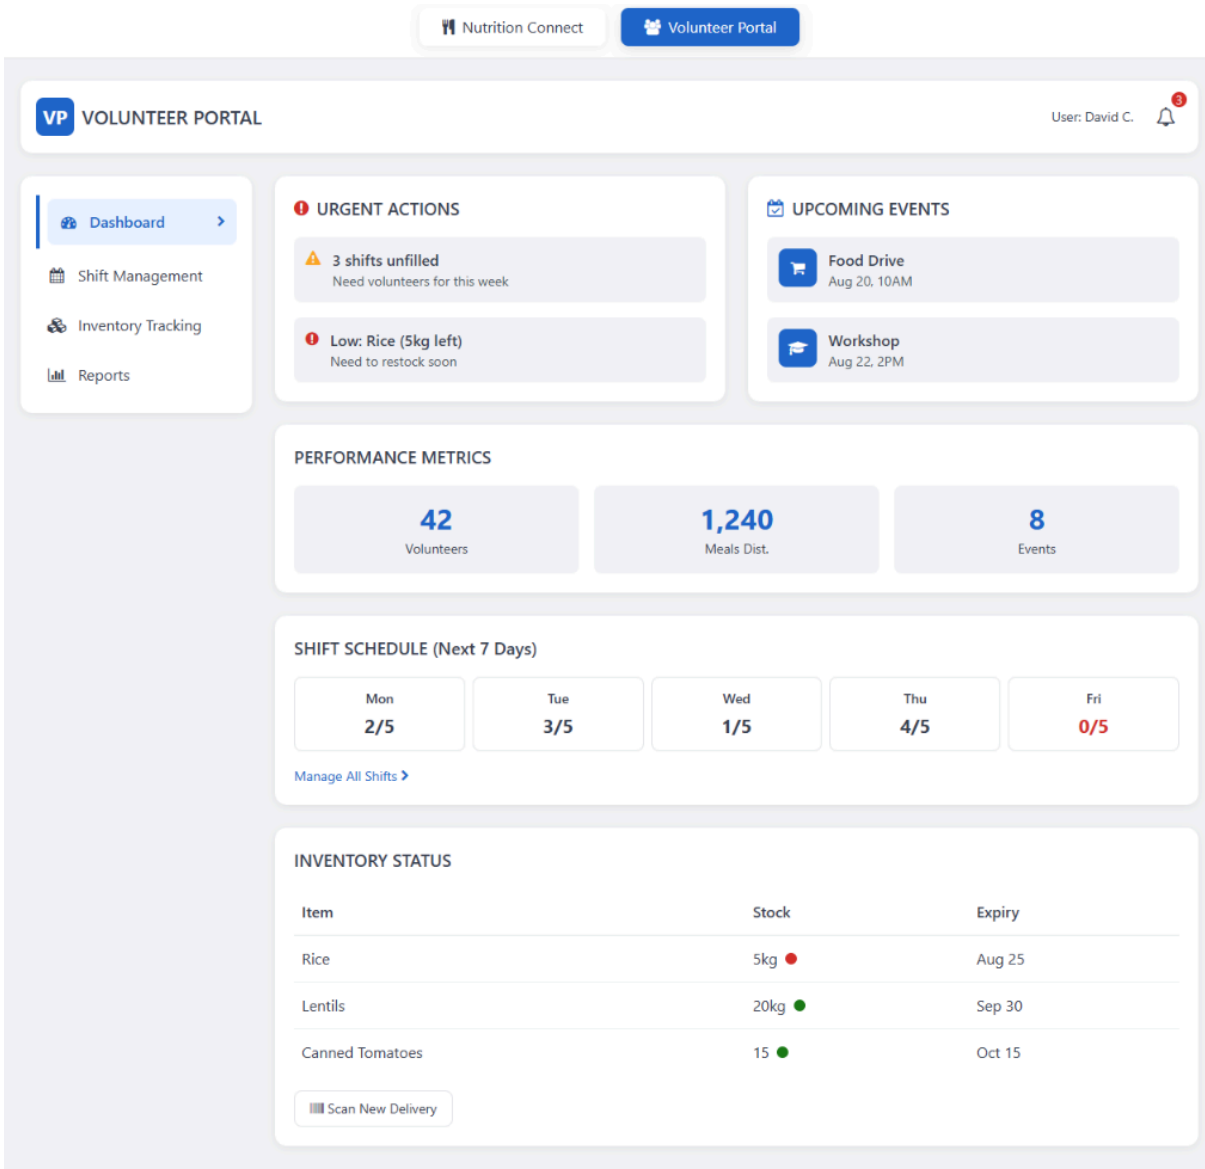 Nutrition Connect
Volunteer Portal
VP VOLUNTEER PORTAL
User: David C.
3
Dashboard
Shift Management
Inventory Tracking
Reports
URGENT ACTIONS
3 shifts unfilled
Need volunteers for this week
Low: Rice (5kg left)
Need to restock soon
UPCOMING EVENTS
Food Drive
Aug 20, 10AM
Workshop
Aug 22, 2PM
PERFORMANCE METRICS
42
Volunteers
1,240
Meals Dist.
8
Events
SHIFT SCHEDULE (Next 7 Days)
Mon
2/5
Tue
3/5
Wed
1/5
Thu
4/5
Fri
0/5
Manage All Shifts
INVENTORY STATUS
Item Stock Expiry
Rice 5kg Aug 25
Lentils 20kg Sep 30
Canned Tomatoes 15 Oct 15
Scan New Delivery